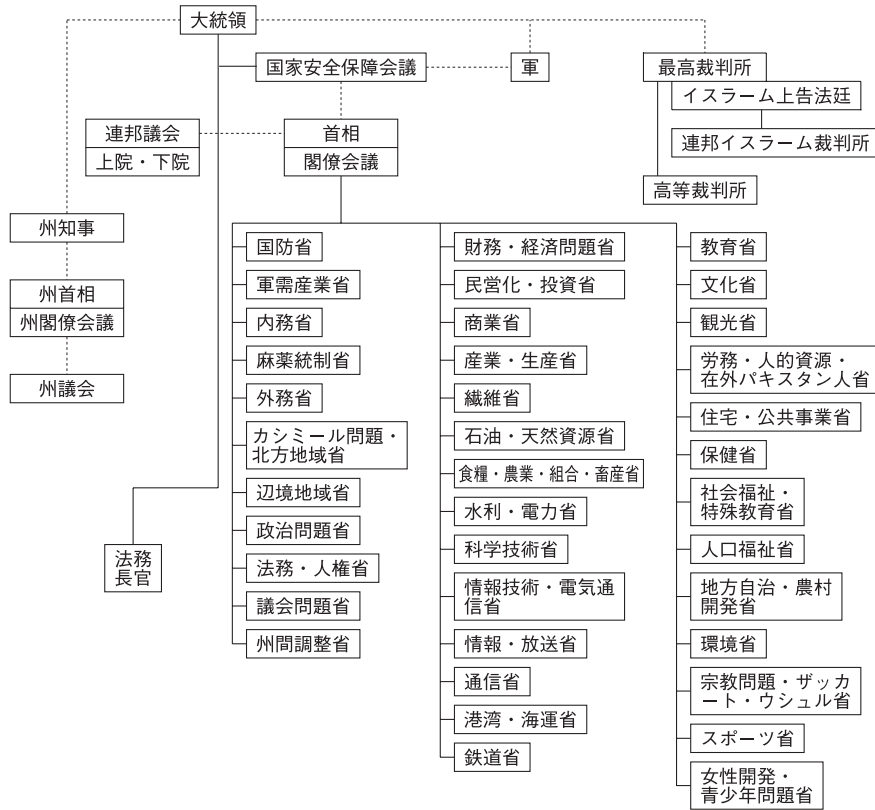 大統領
国家安全保障会議
軍
最高裁判所
イスラーム上告法廷
連邦イスラーム裁判所
高等裁判所
連邦議会
上院・下院
首相
閣僚会議
州知事
州首相
州閣僚会議
州議会
法務
長官
国防省
軍需産業省
内務省
麻薬統制省
外務省
カシミール問題・
北方地域省
辺境地域省
政治問題省
法務・人権省
議会問題省
州間調整省
財務・経済問題省
民営化・投資省
商業省
産業・生産省
繊維省
石油・天然資源省
食糧・農業・組合・畜産省
水利・電力省
科学技術省
情報技術・電気通
信省
情報・放送省
通信省
港湾・海運省
鉄道省
教育省
文化省
観光省
労務・人的資源・
在外パキスタン人省
住宅・公共事業省
保健省
社会福祉・
特殊教育省
人口福祉省
地方自治・農村
開発省
環境省
宗教問題・ザッカ
ート・ウシュル省
スポーツ省
女性開発・
青少年問題省